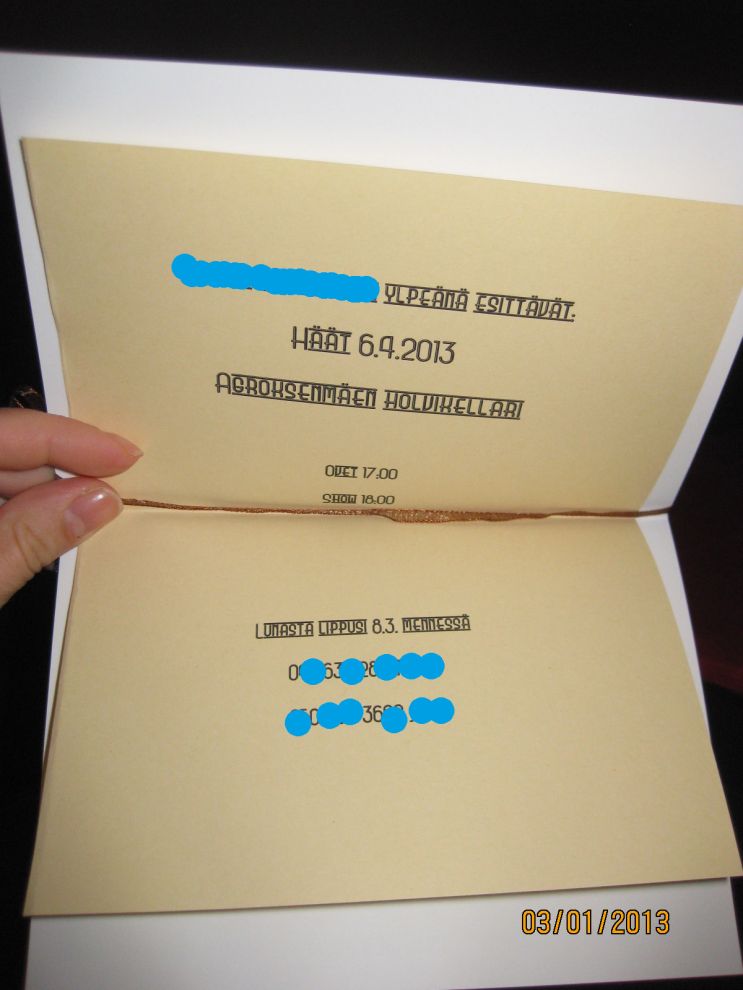 YLPEÄNÄ ESITTÄVÄT:
HÄÄT 6.4.2013
AGROKSENMÄEN HOLVIKELLARI
OVET 17:00
SHOW 18:00
LUNASTA LIPPUSI 8.3. MENNESSÄ
03/01/2013